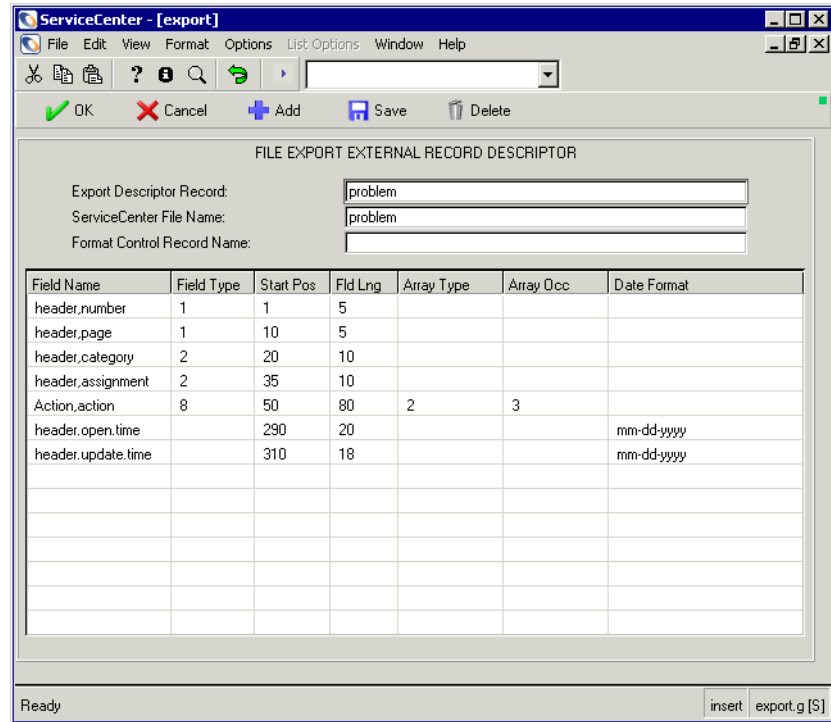 ServiceCenter - [export]
File Edit View Format Options List Options Window Help
OK Cancel Add Save Delete
FILE EXPORT EXTERNAL RECORD DESCRIPTOR
Export Descriptor Record: problem
ServiceCenter File Name: problem
Format Control Record Name:
Field Name Field Type Start Pos Fld Lng Array Type Array Occ Date Format
header,number 1 1 5
header,page 1 10 5
header,category 2 20 10
header,assignment 2 35 10
Action,action 8 50 80 2 3
header.open.time 290 20 mm-dd-yyyy
header.update.time 310 18 mm-dd-yyyy
Ready insert export.g [S]